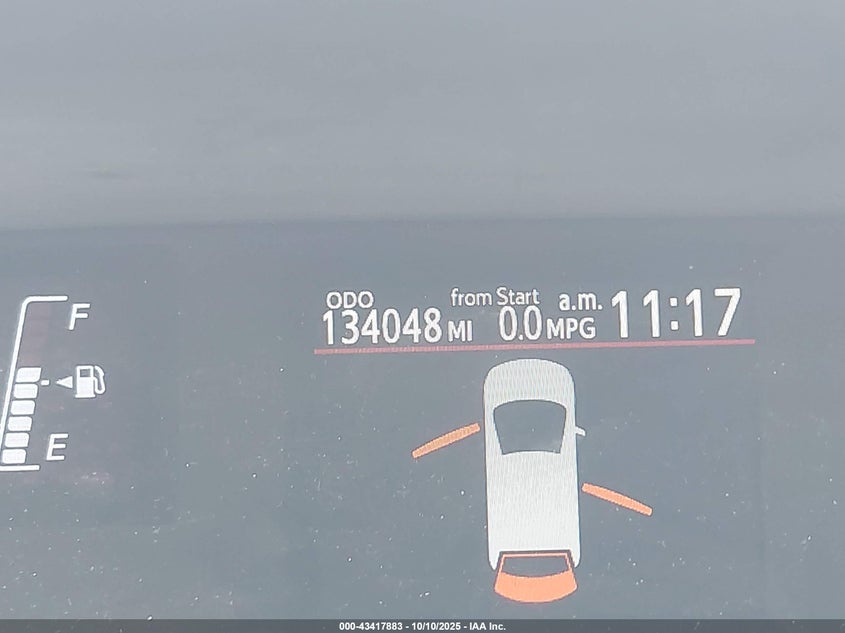 ODO from Start a.m. 11:17
134048 MI 0.0 MPG
F
E
000-43417883 - 10/10/2025 - IAA Inc.